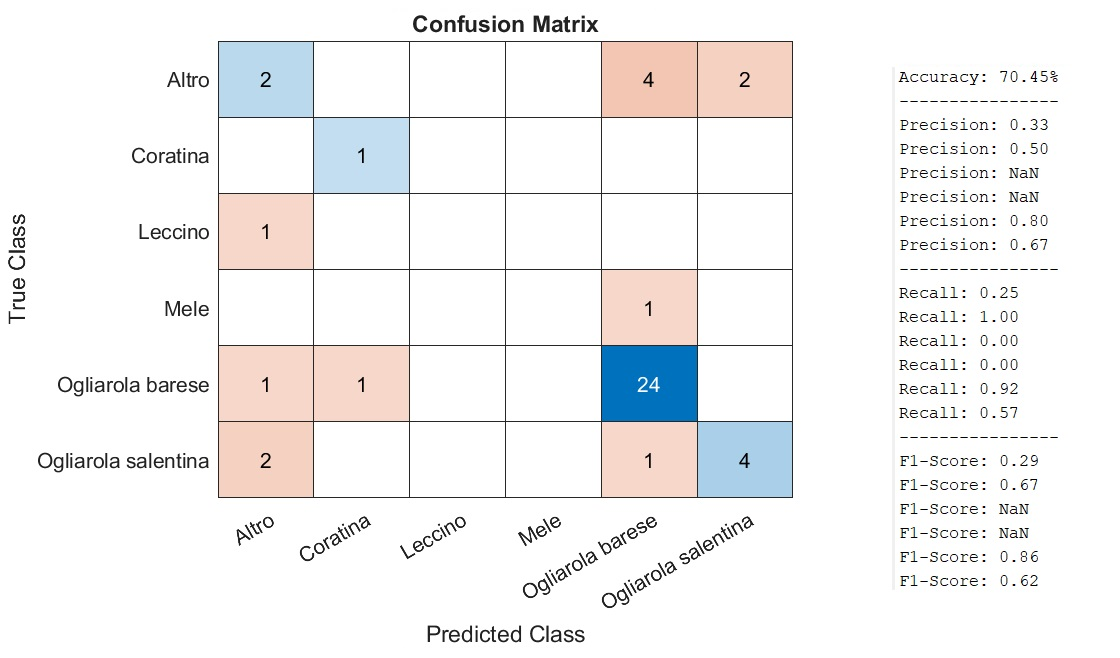 Confusion Matrix
True Class
Altro 2 4 2
Coratina 1
Leccino 1
Mele 1
Ogliarola barese 1 1 24
Ogliarola salentina 2 1 4
Altro Coratina Leccino Mele Ogliarola barese Ogliarola salentina
Predicted Class
Accuracy: 70.45%
----------------
Precision: 0.33
Precision: 0.50
Precision: NaN
Precision: NaN
Precision: 0.80
Precision: 0.67
----------------
Recall: 0.25
Recall: 1.00
Recall: 0.00
Recall: 0.00
Recall: 0.92
Recall: 0.57
----------------
F1-Score: 0.29
F1-Score: 0.67
F1-Score: NaN
F1-Score: NaN
F1-Score: 0.86
F1-Score: 0.62